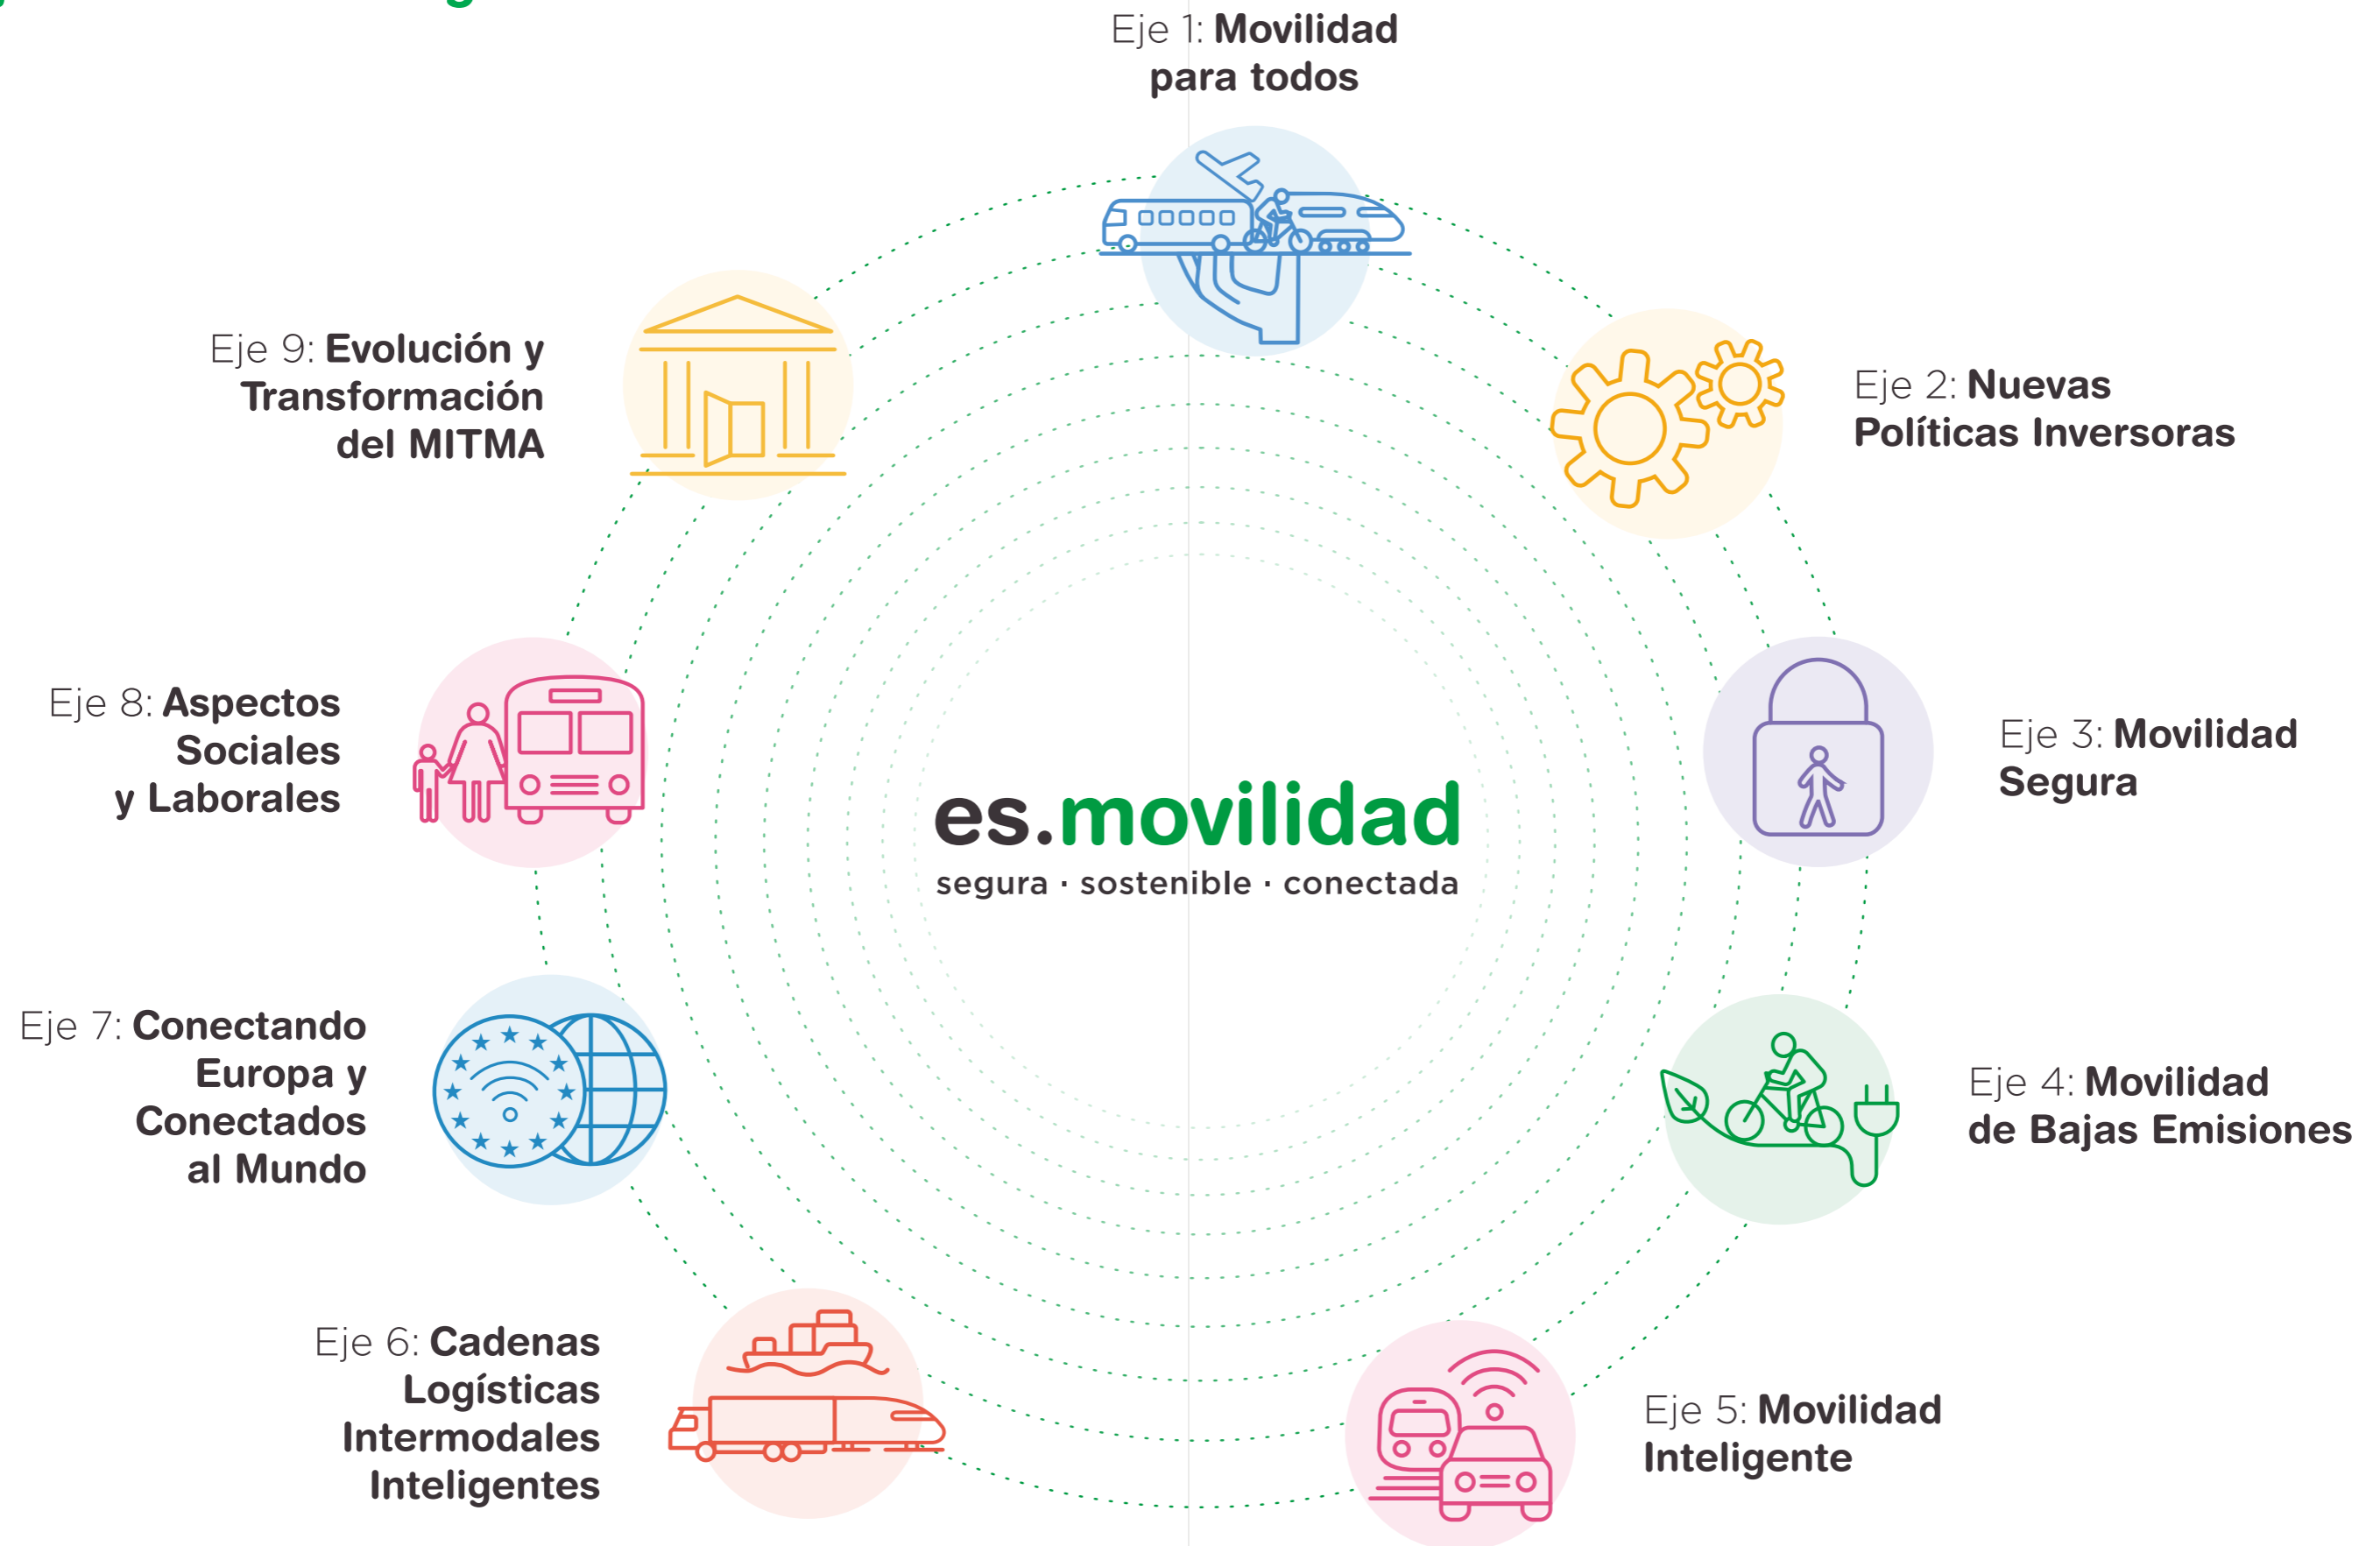 Eje 1: Movilidad
para todos
Eje 2: Nuevas
Políticas Inversoras
Eje 3: Movilidad
Segura
Eje 4: Movilidad
de Bajas Emisiones
Eje 5: Movilidad
Inteligente
Eje 6: Cadenas
Logísticas
Intermodales
Inteligentes
Eje 7: Conectando
Europa y
Conectados
al Mundo
Eje 8: Aspectos
Sociales
y Laborales
Eje 9: Evolución y
Transformación
del MITMA
es.movilidad
segura · sostenible · conectada